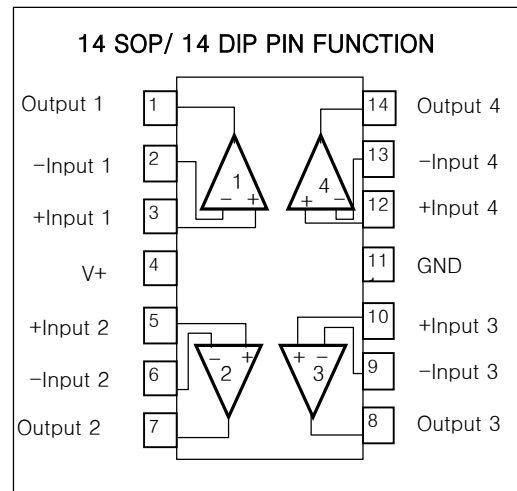 14 SOP/ 14 DIP PIN FUNCTION
Output 1 1 14 Output 4
-Input 1 2 13 -Input 4
+Input 1 3 12 +Input 4
1 4
- + + -
V+ 4 11 GND
+Input 2 5 10 +Input 3
- + + -
2 3
-Input 2 6 9 -Input 3
Output 2 7 8 Output 3